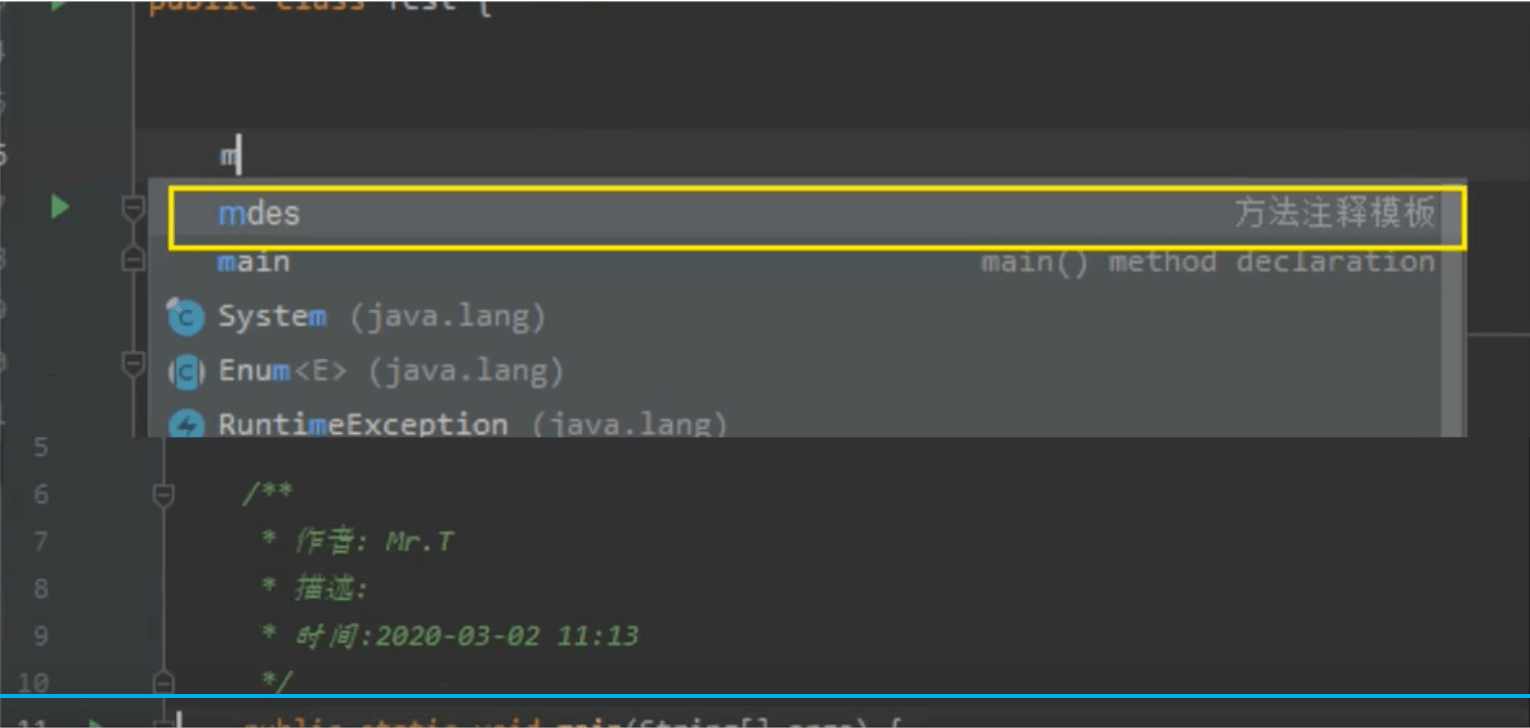 public class Test {
m
mdes 方法注释模板
main main() method declaration
System (java.lang)
Enum<E> (java.lang)
RuntimeException (java.lang)
5
6 /**
7 * 作者: Mr.T
8 * 描述:
9 * 时间:2020-03-02 11:13
10 */
11 public static void main(String[] args) {